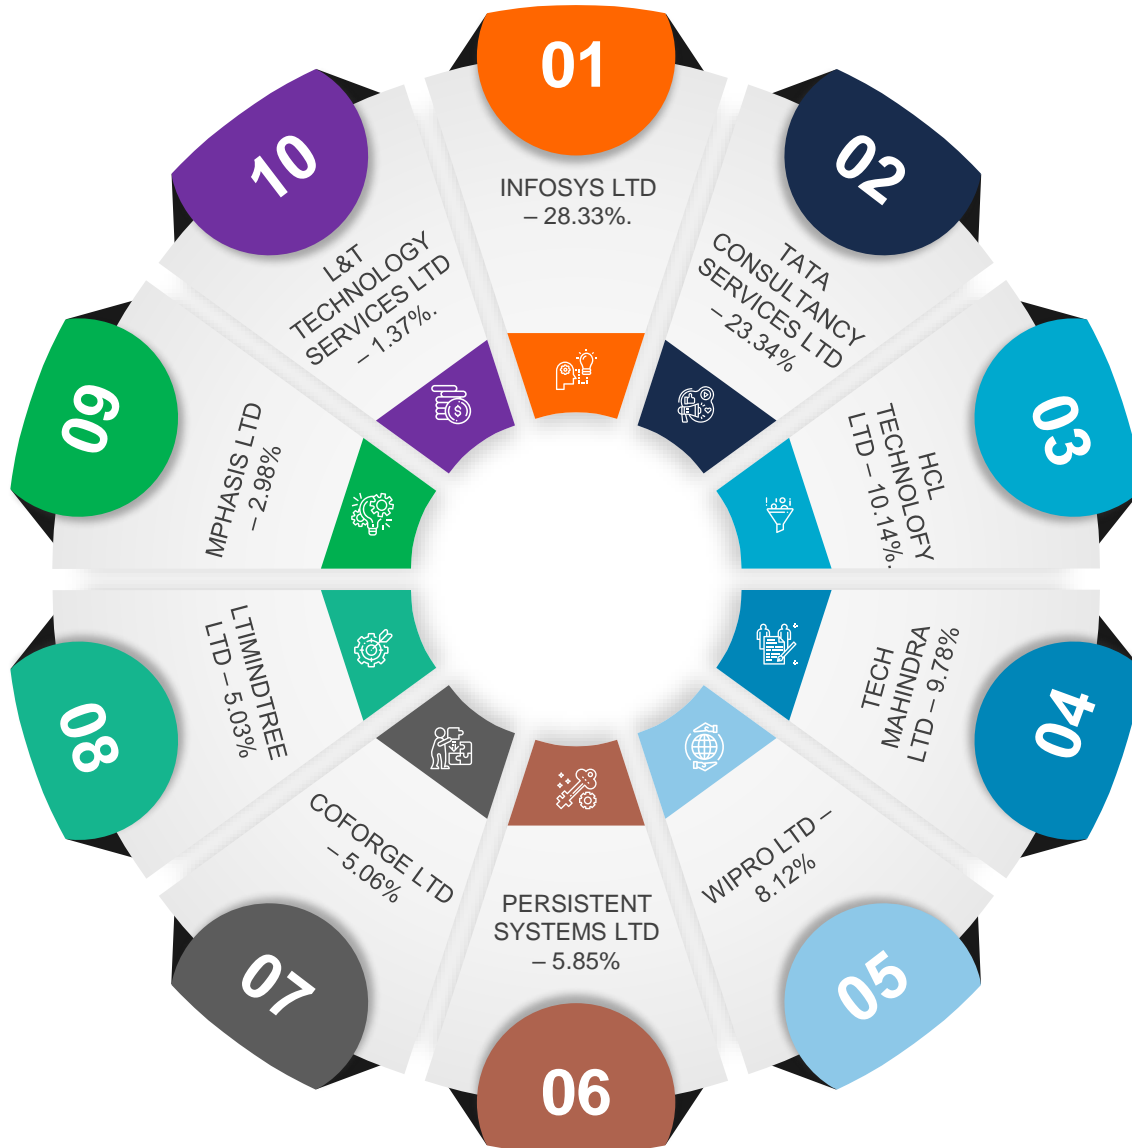 01
INFOSYS LTD
– 28.33%.
02
TATA
CONSULTANCY
SERVICES LTD
– 23.34%
03
HCL
TECHNOLOFY
LTD – 10.14%.
04
TECH
MAHINDRA
LTD – 9.78%
05
WIPRO LTD –
8.12%
06
PERSISTENT
SYSTEMS LTD
– 5.85%
07
COFORGE LTD
– 5.06%
08
LTIMINDTREE
LTD – 5.03%
09
MPHASIS LTD
– 2.98%
10
L&T
TECHNOLOGY
SERVICES LTD
– 1.37%.